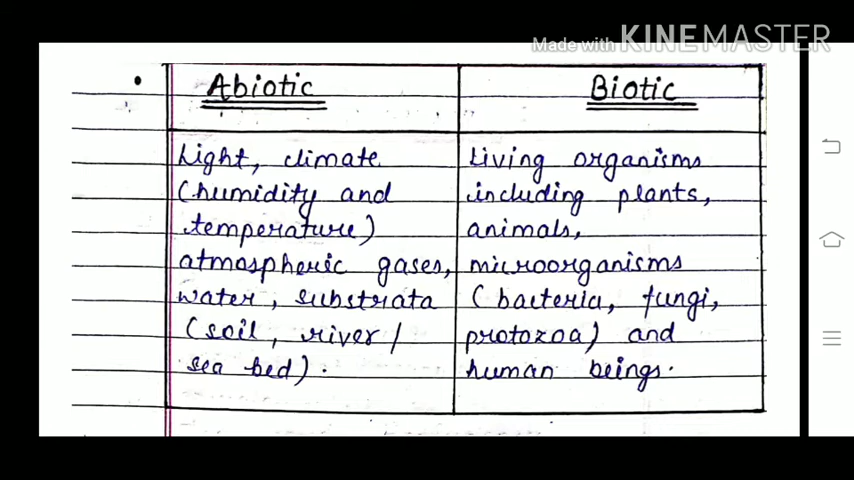 Made with KINEMASTER
Abiotic
Light, climate
(humidity and
temperature)
atmospheric gases,
water, substrata
(soil, river/
sea bed).
Biotic
Living organisms
including plants,
animals,
microorganisms
(bacteria, fungi,
protozoa) and
human beings.